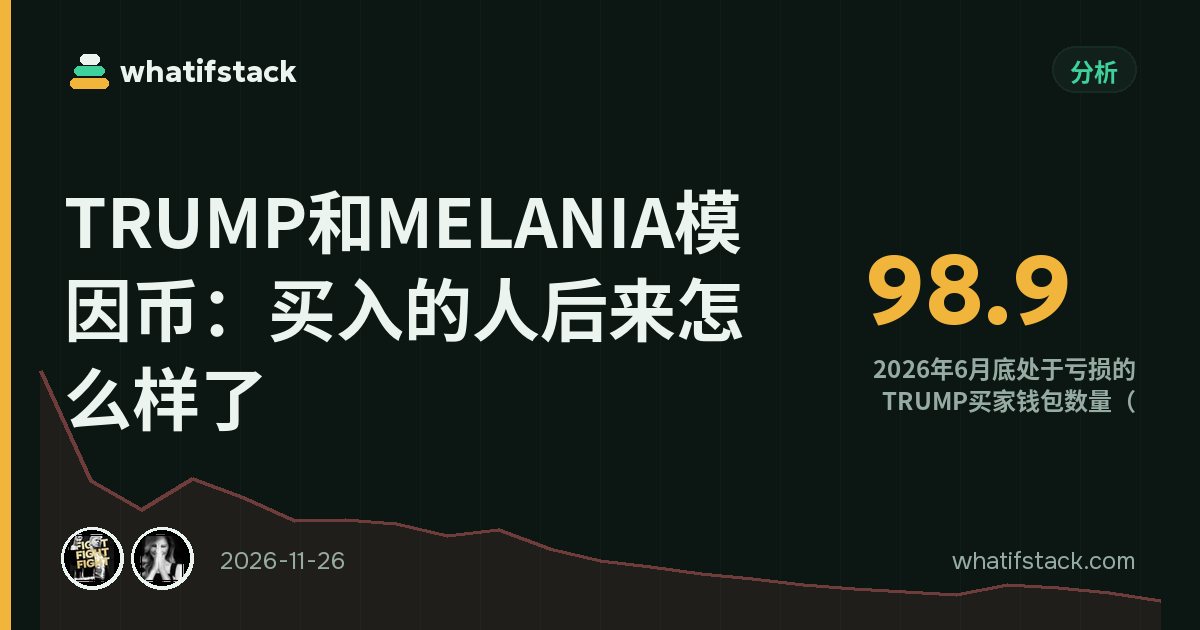 whatifstack
分析
TRUMP和MELANIA模
因币：买入的人后来怎
么样了
98.9
2026年6月底处于亏损的
TRUMP买家钱包数量（
FIGHT
FIGHT
FIGHT
2026-11-26
whatifstack.com